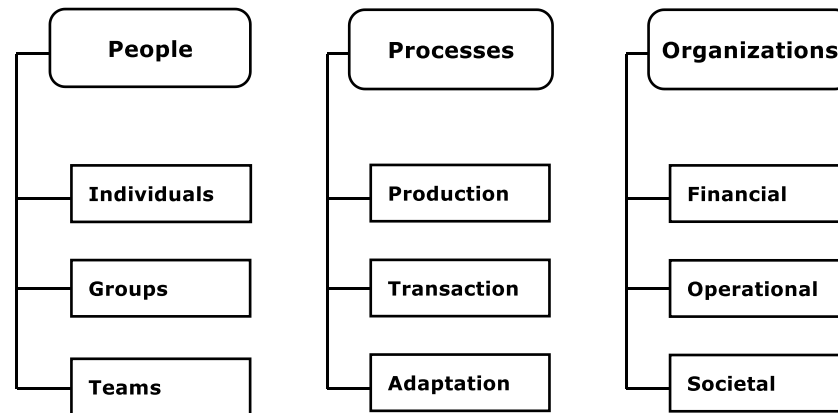 People
Individuals
Groups
Teams
Processes
Production
Transaction
Adaptation
Organizations
Financial
Operational
Societal